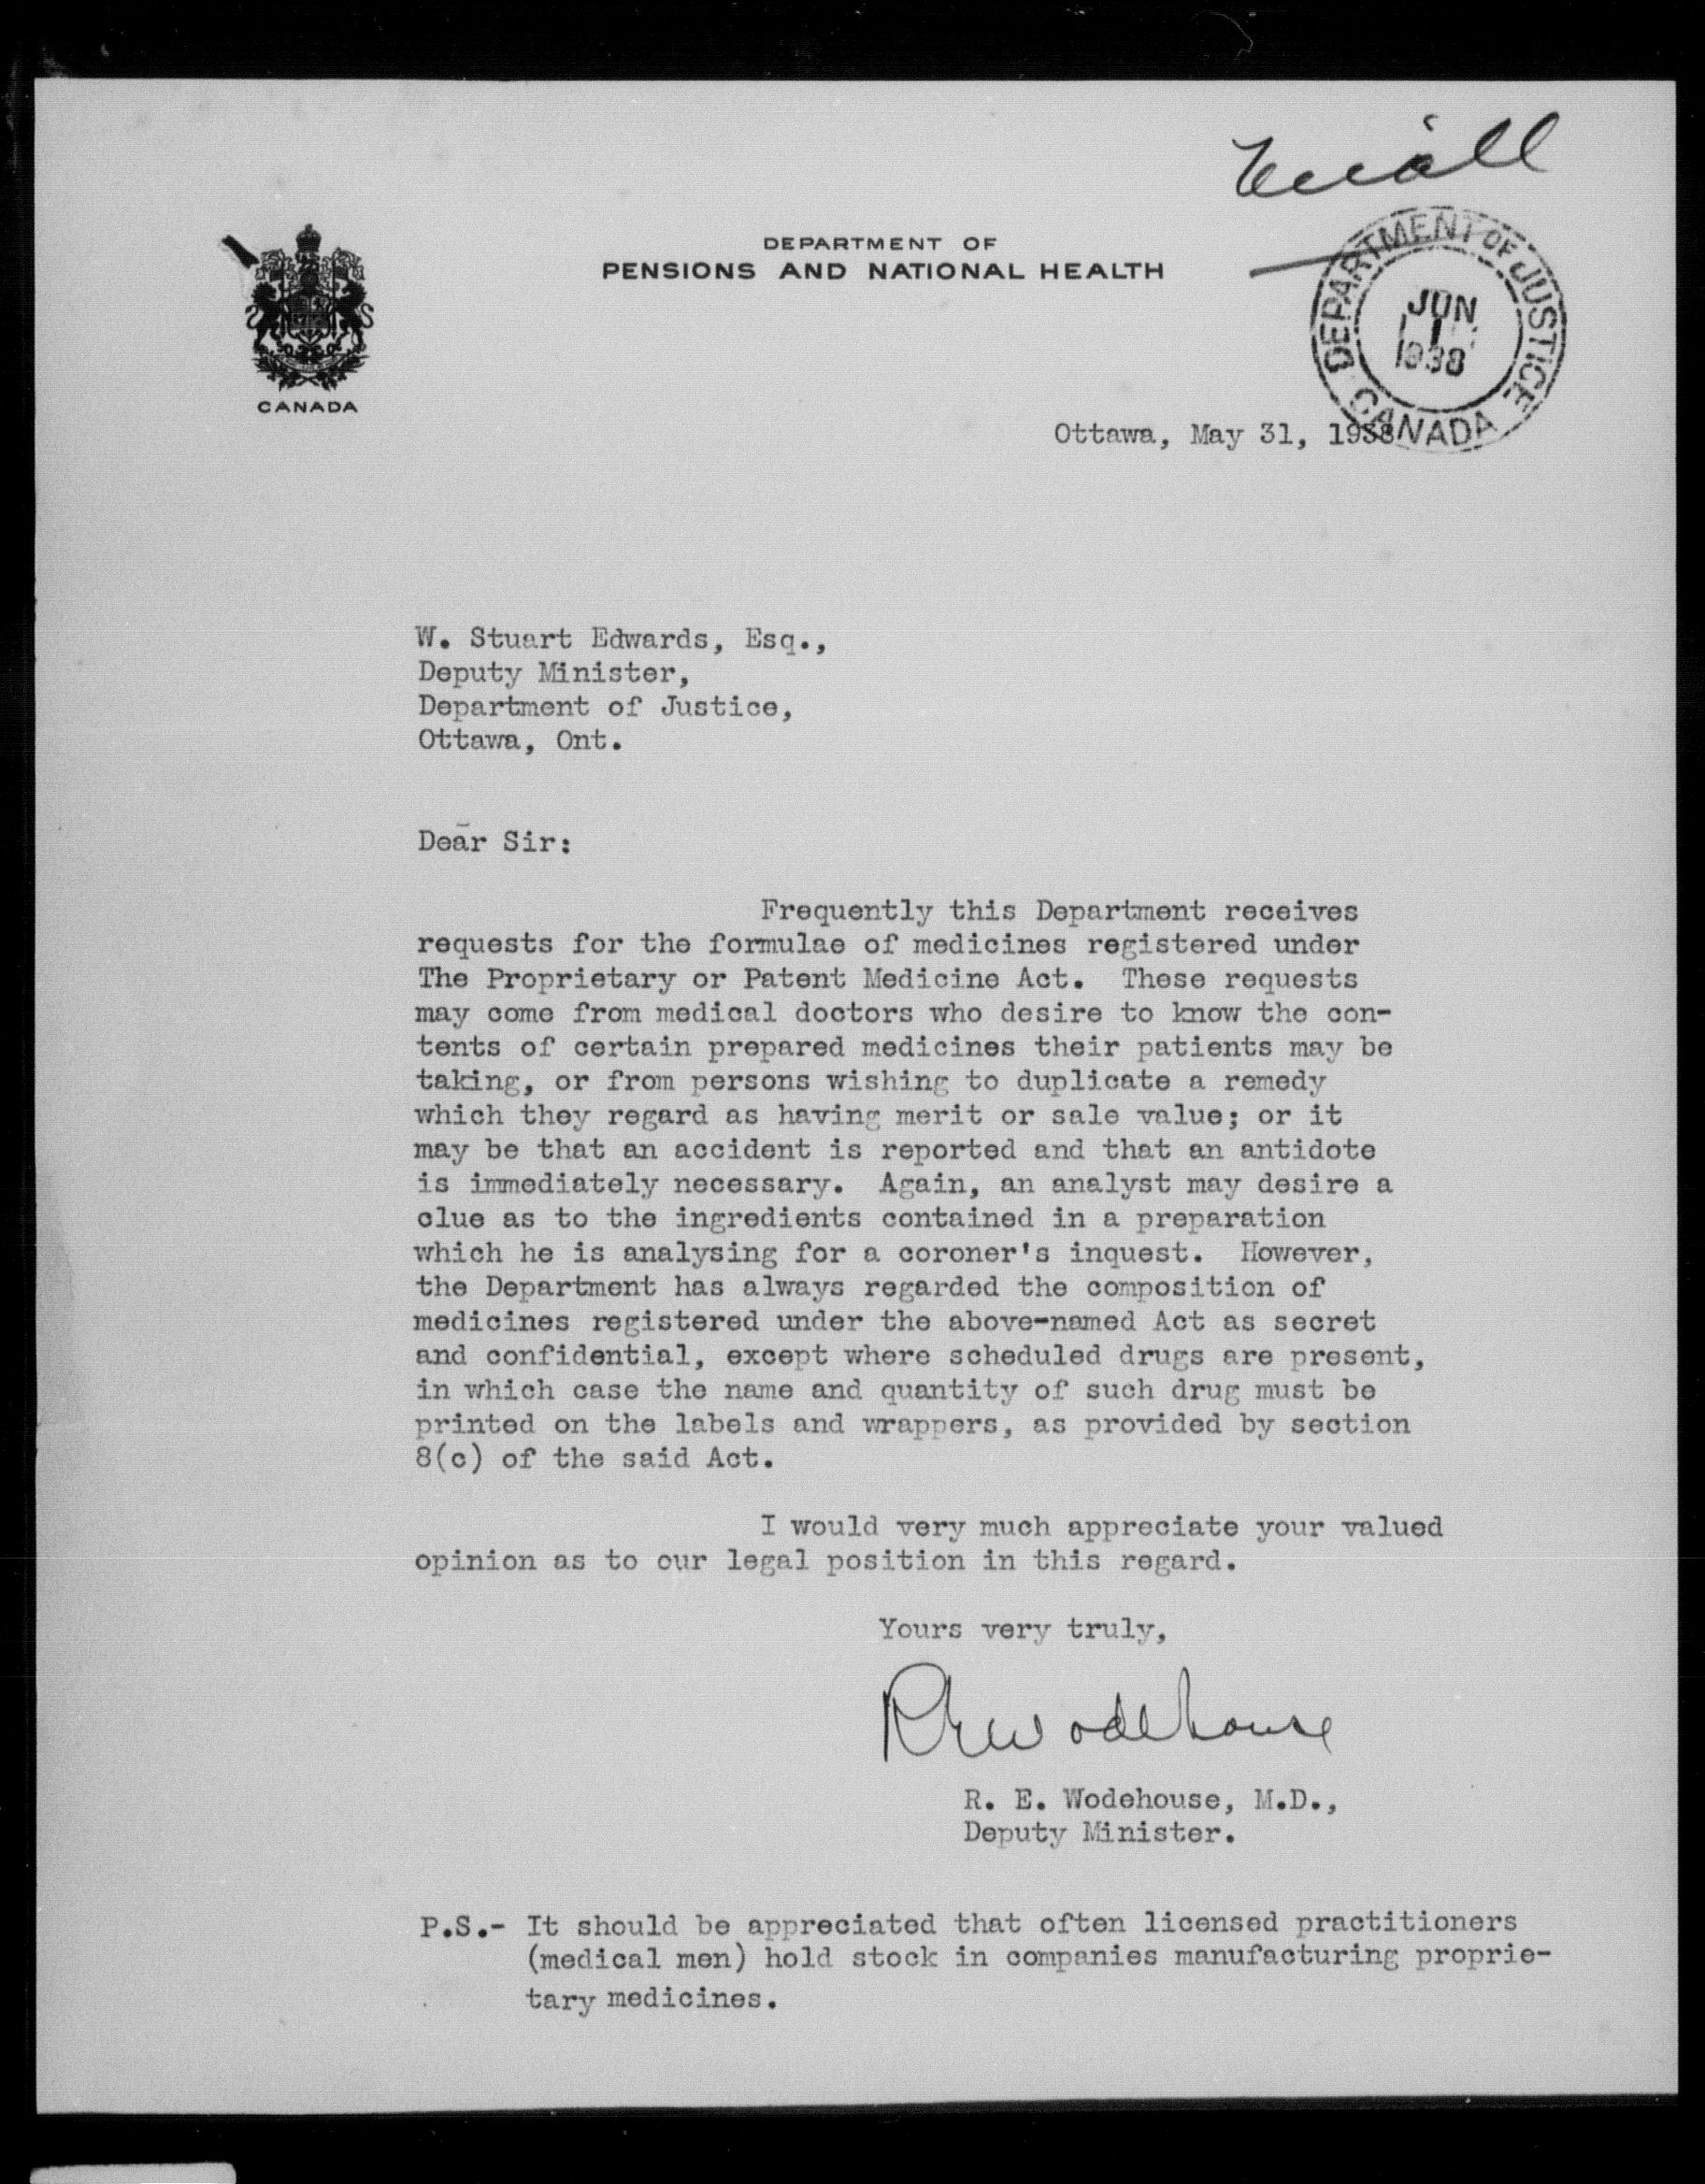 DEPARTMENT OF
PENSIONS AND NATIONAL HEALTH
CANADA
DEPARTMENT OF JUSTICE
JUN
1
1938
CANADA
Ottawa, May 31, 1938
W. Stuart Edwards, Esq.,
Deputy Minister,
Department of Justice,
Ottawa, Ont.
Dear Sir:
Frequently this Department receives
requests for the formulae of medicines registered under
The Proprietary or Patent Medicine Act. These requests
may come from medical doctors who desire to know the con-
tents of certain prepared medicines their patients may be
taking, or from persons wishing to duplicate a remedy
which they regard as having merit or sale value; or it
may be that an accident is reported and that an antidote
is immediately necessary. Again, an analyst may desire a
clue as to the ingredients contained in a preparation
which he is analysing for a coroner's inquest. However,
the Department has always regarded the composition of
medicines registered under the above-named Act as secret
and confidential, except where scheduled drugs are present,
in which case the name and quantity of such drug must be
printed on the labels and wrappers, as provided by section
8(c) of the said Act.
I would very much appreciate your valued
opinion as to our legal position in this regard.
Yours very truly,
REWodehouse
R. E. Wodehouse, M.D.,
Deputy Minister.
P.S.- It should be appreciated that often licensed practitioners
(medical men) hold stock in companies manufacturing proprie-
tary medicines.